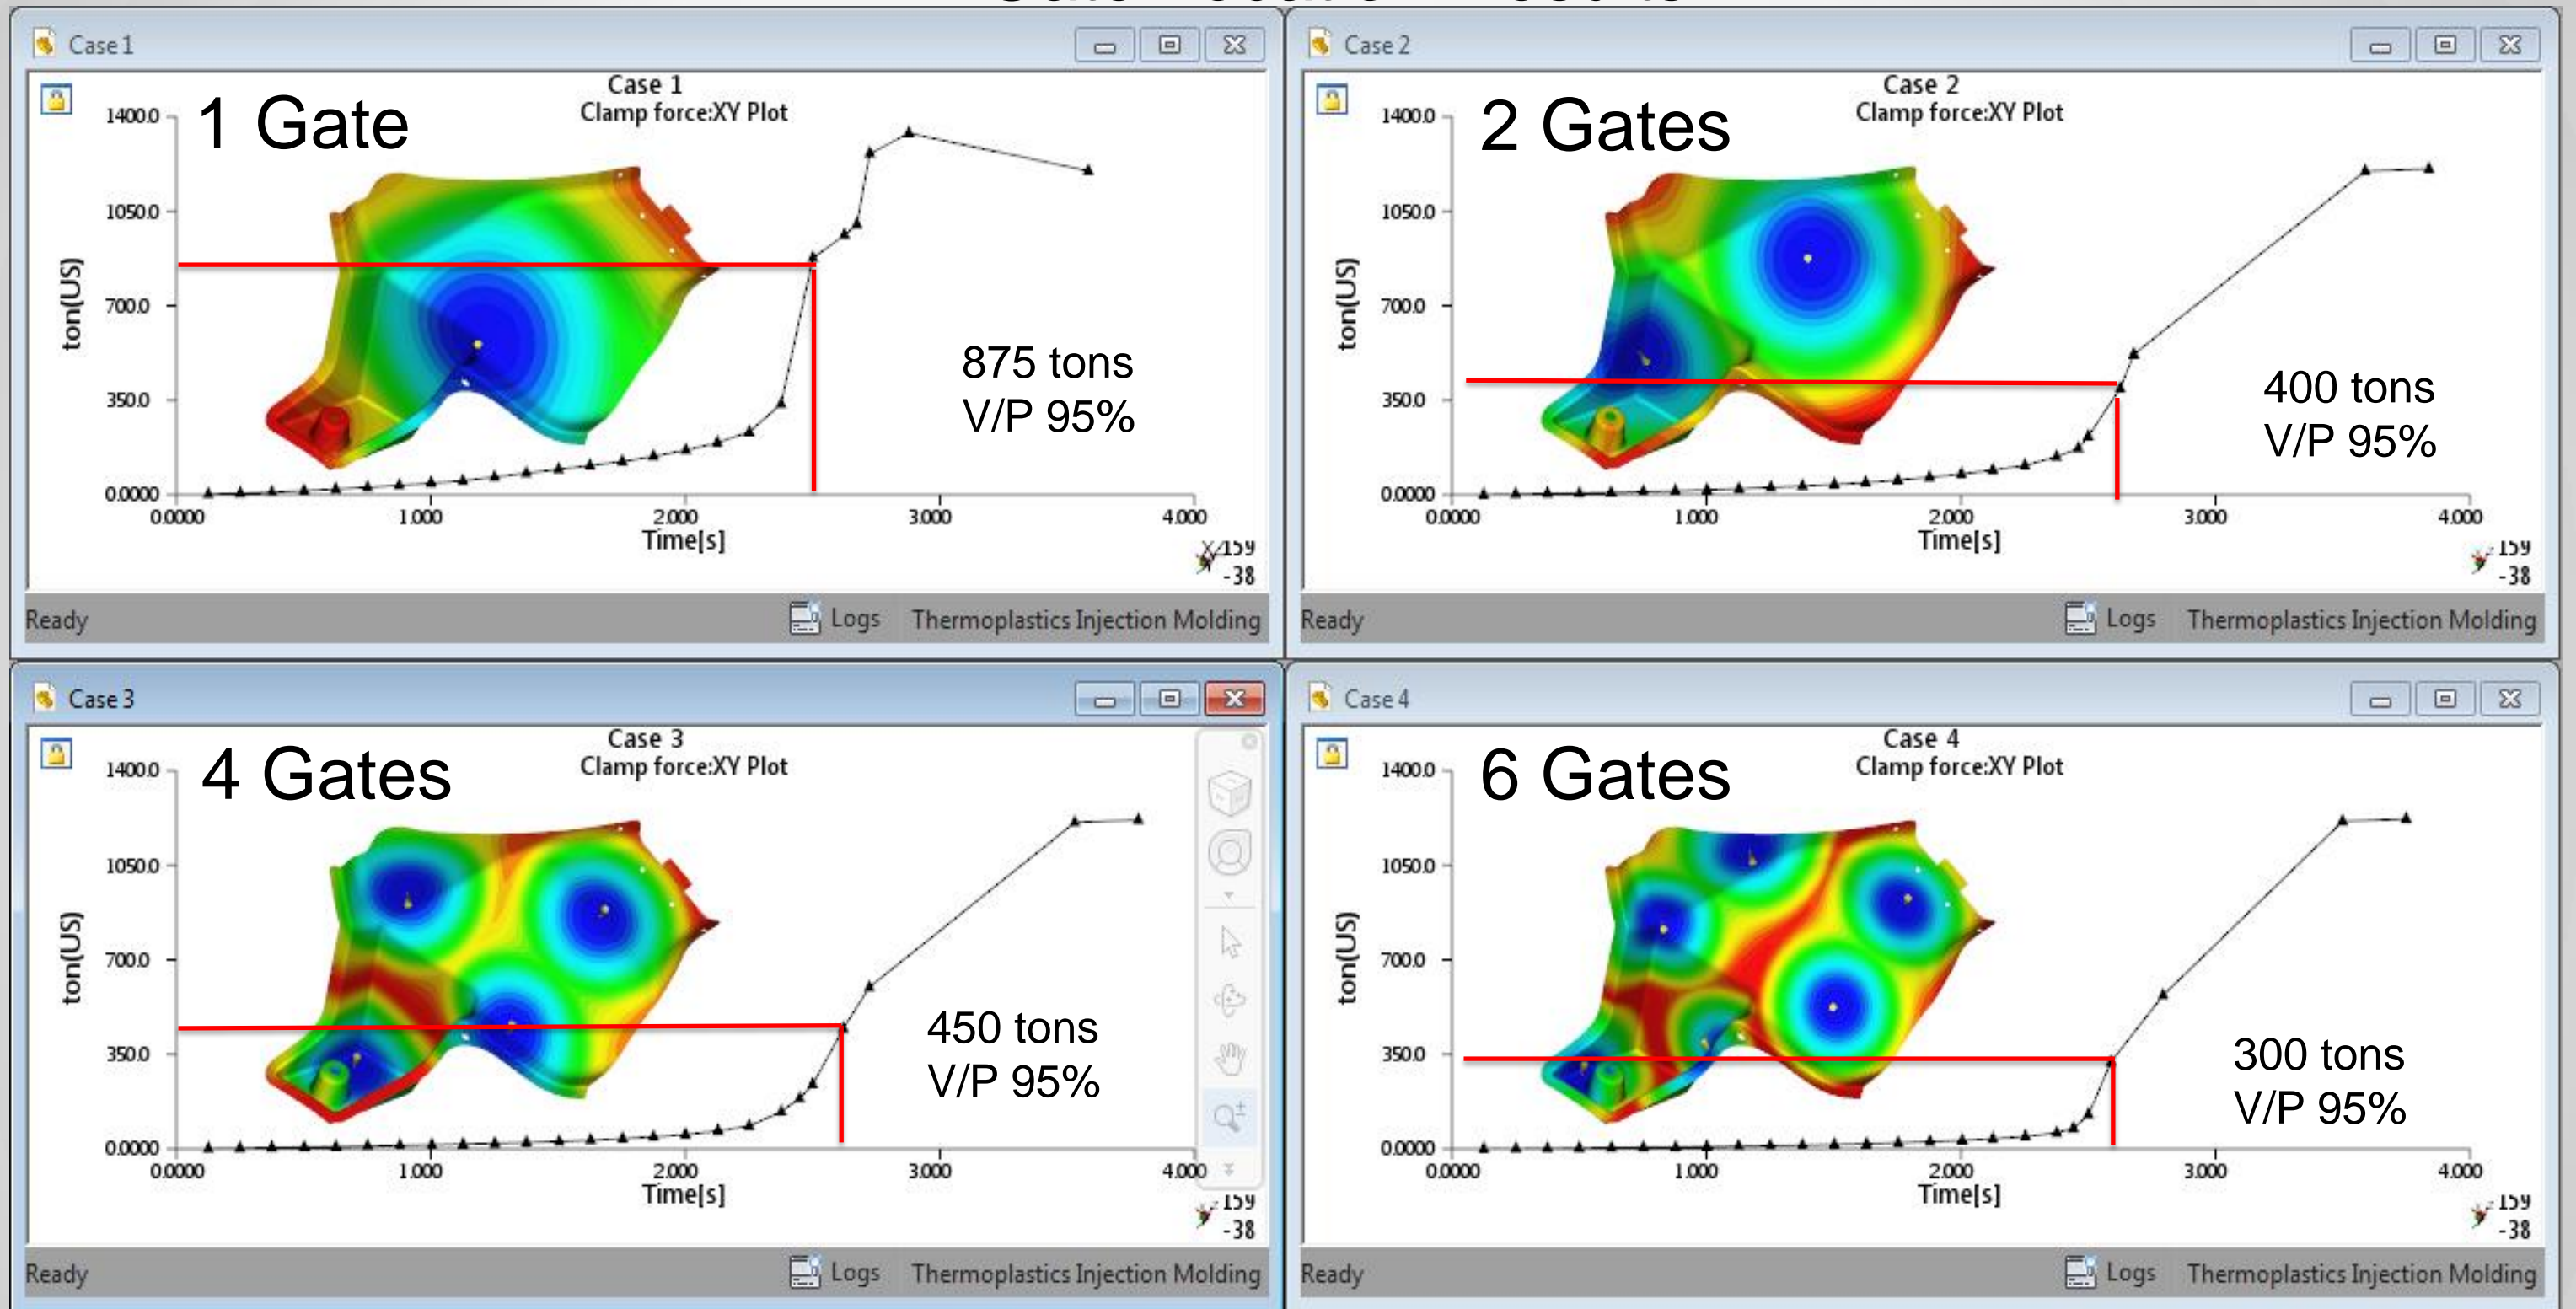 Case 1
Case 1
Clamp force:XY Plot
1 Gate
1400.0
1050.0
700.0
350.0
0.0000
ton(US)
875 tons
V/P 95%
0.0000 1.000 2.000 3.000 4.000
Time[s]
159
-38
Ready Logs Thermoplastics Injection Molding
Case 2
Case 2
Clamp force:XY Plot
2 Gates
1400.0
1050.0
700.0
350.0
0.0000
ton(US)
400 tons
V/P 95%
0.0000 1.000 2.000 3.000 4.000
Time[s]
159
-38
Ready Logs Thermoplastics Injection Molding
Case 3
Case 3
Clamp force:XY Plot
4 Gates
1400.0
1050.0
700.0
350.0
0.0000
ton(US)
450 tons
V/P 95%
0.0000 1.000 2.000 3.000 4.000
Time[s]
159
-38
Ready Logs Thermoplastics Injection Molding
Case 4
Case 4
Clamp force:XY Plot
6 Gates
1400.0
1050.0
700.0
350.0
0.0000
ton(US)
300 tons
V/P 95%
0.0000 1.000 2.000 3.000 4.000
Time[s]
159
-38
Ready Logs Thermoplastics Injection Molding